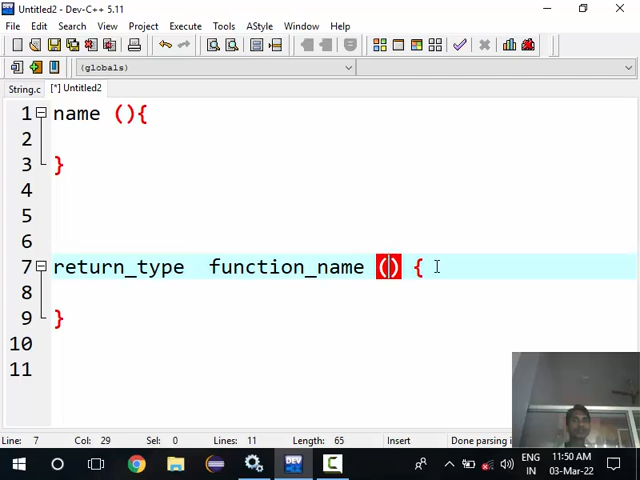 Untitled2 - Dev-C++ 5.11
File Edit Search View Project Execute Tools AStyle Window Help
(globals)
String.c [*] Untitled2
1 name (){
2
3 }
4
5
6
7 return_type function_name () {
8
9 }
10
11
Line: 7 Col: 29 Sel: 0 Lines: 11 Length: 65 Insert Done parsing i
DEV
C
ENG
IN
11:50 AM
03-Mar-22